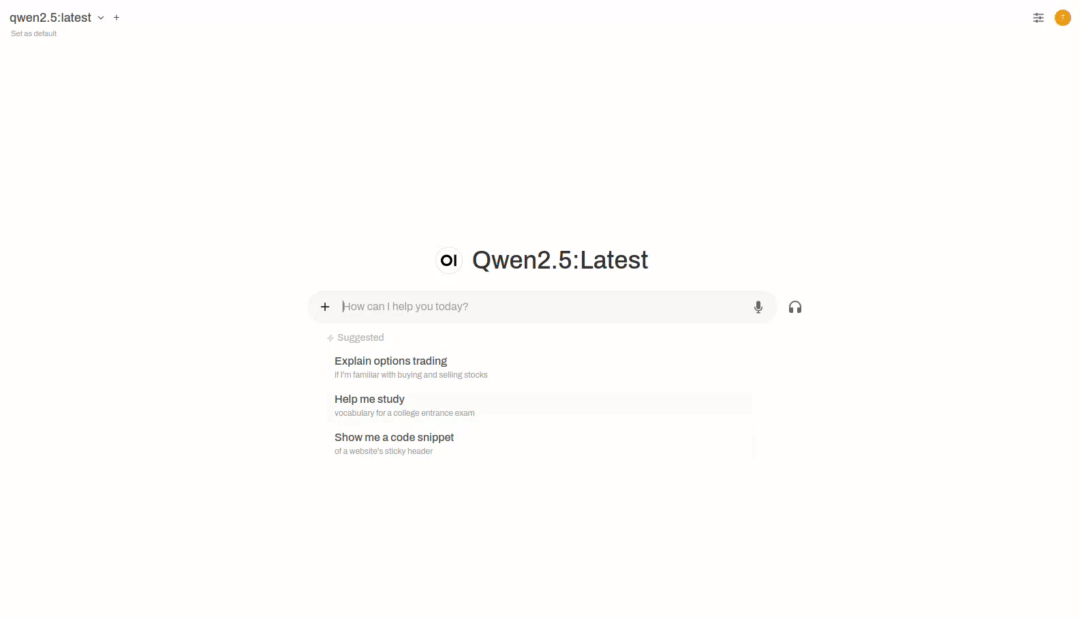 qwen2.5:latest
Set as default
OI Qwen2.5:Latest
How can I help you today?
Suggested
Explain options trading
if I'm familiar with buying and selling stocks
Help me study
vocabulary for a college entrance exam
Show me a code snippet
of a website's sticky header